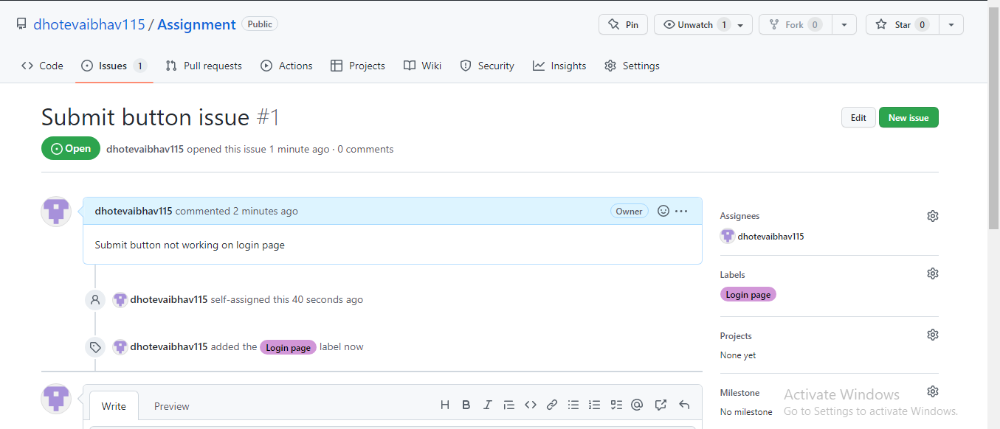 dhotevaibhav115 / Assignment Public
Pin Unwatch 1 Fork 0 Star 0
Code Issues 1 Pull requests Actions Projects Wiki Security Insights Settings
Submit button issue #1
Edit New issue
Open dhotevaibhav115 opened this issue 1 minute ago · 0 comments
dhotevaibhav115 commented 2 minutes ago Owner
Submit button not working on login page
dhotevaibhav115 self-assigned this 40 seconds ago
dhotevaibhav115 added the Login page label now
Write Preview
Assignees
dhotevaibhav115
Labels
Login page
Projects
None yet
Milestone
No milestone
Activate Windows
Go to Settings to activate Windows.